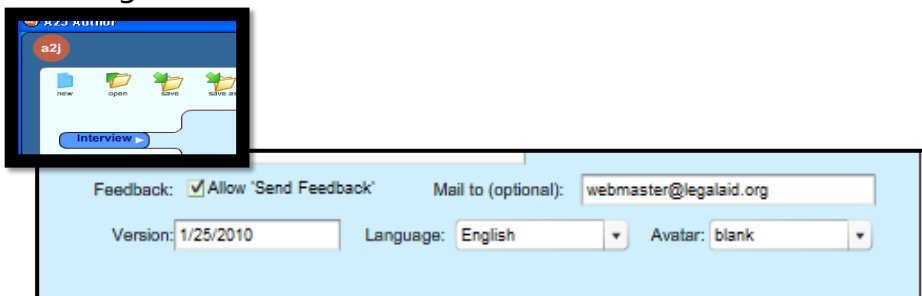 A2J Author
a2j
new open save save as
Interview
Feedback: Allow 'Send Feedback' Mail to (optional): webmaster@legalaid.org
Version: 1/25/2010 Language: English Avatar: blank